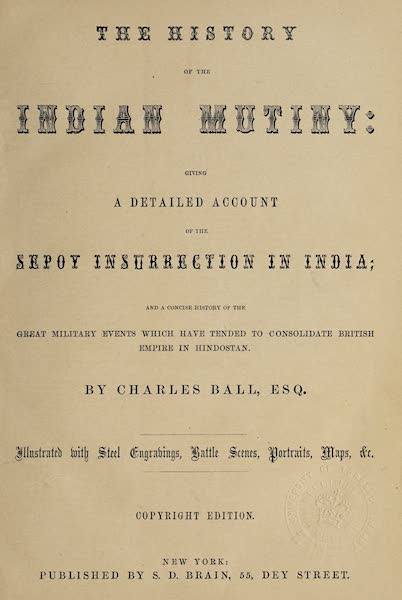 THE HISTORY
OF THE
INDIAN MUTINY:
GIVING
A DETAILED ACCOUNT
OF THE
SEPOY INSURRECTION IN INDIA;
AND A CONCISE HISTORY OF THE
GREAT MILITARY EVENTS WHICH HAVE TENDED TO CONSOLIDATE BRITISH
EMPIRE IN HINDOSTAN.
BY CHARLES BALL, ESQ.
Illustrated with Steel Engravings, Battle Scenes, Portraits, Maps, &c.
COPYRIGHT EDITION.
NEW YORK:
PUBLISHED BY S. D. BRAIN, 55, DEY STREET.